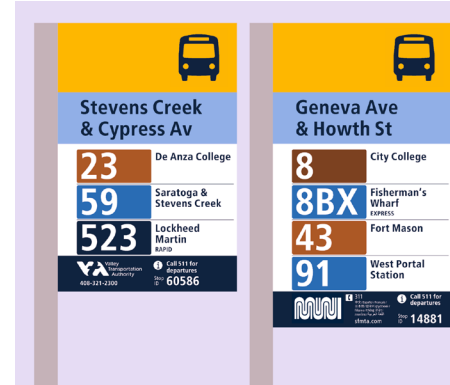 Stevens Creek
& Cypress Av
23
De Anza College
59
Saratoga &
Stevens Creek
523
Lockheed
Martin
RAPID
VTA
Valley
Transportation
Authority
408-321-2300
Call 511 for
departures
Stop
ID
60586
Geneva Ave
& Howth St
8
City College
8BX
Fisherman's
Wharf
EXPRESS
43
Fort Mason
91
West Portal
Station
MUNI
311
sfmta.com
Call 511 for
departures
Stop
ID
14881